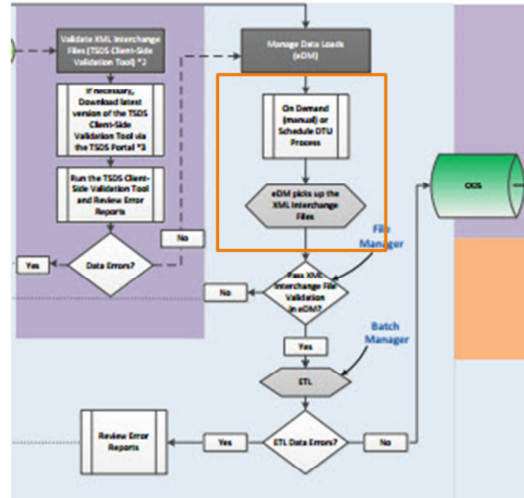 Validate XML Interchange
Files (TSDS Client-Side
Validation Tool) *2
If necessary,
Download latest
version of the TSDS
Client-Side
Validation Tool via
the TSDS Portal *3
Run the TSDS Client-
Side Validation Tool
and Review Error
Reports
Data Errors?
Yes
No
Manage Data Loads
(eDM)
On Demand
(manual) or
Schedule DTU
Process
eDM picks up the
XML Interchange
Files
File
Manager
Pass XML
Interchange File
Validation
in eDM?
No
Yes
Batch
Manager
ETL
ETL Data Errors?
Yes
No
Review Error
Reports
ODS